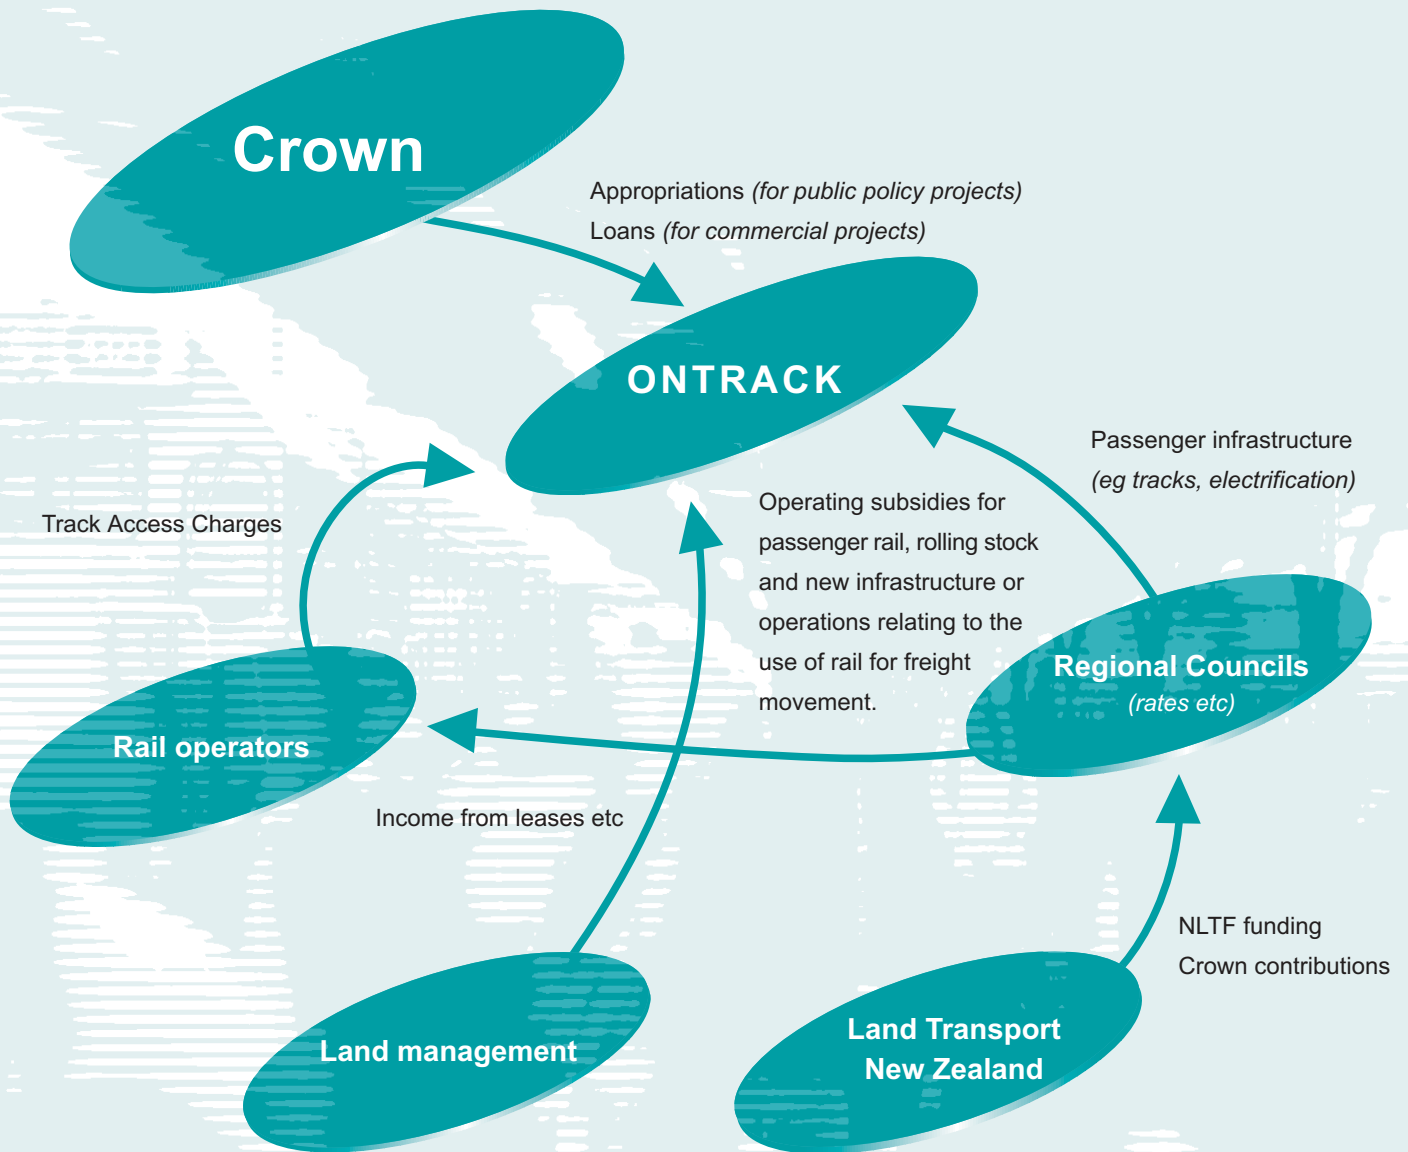 Crown
Appropriations (for public policy projects)
Loans (for commercial projects)
ONTRACK
Passenger infrastructure
(eg tracks, electrification)
Track Access Charges
Operating subsidies for
passenger rail, rolling stock
and new infrastructure or
operations relating to the
use of rail for freight
movement.
Regional Councils
(rates etc)
Rail operators
Income from leases etc
NLTF funding
Crown contributions
Land management
Land Transport
New Zealand